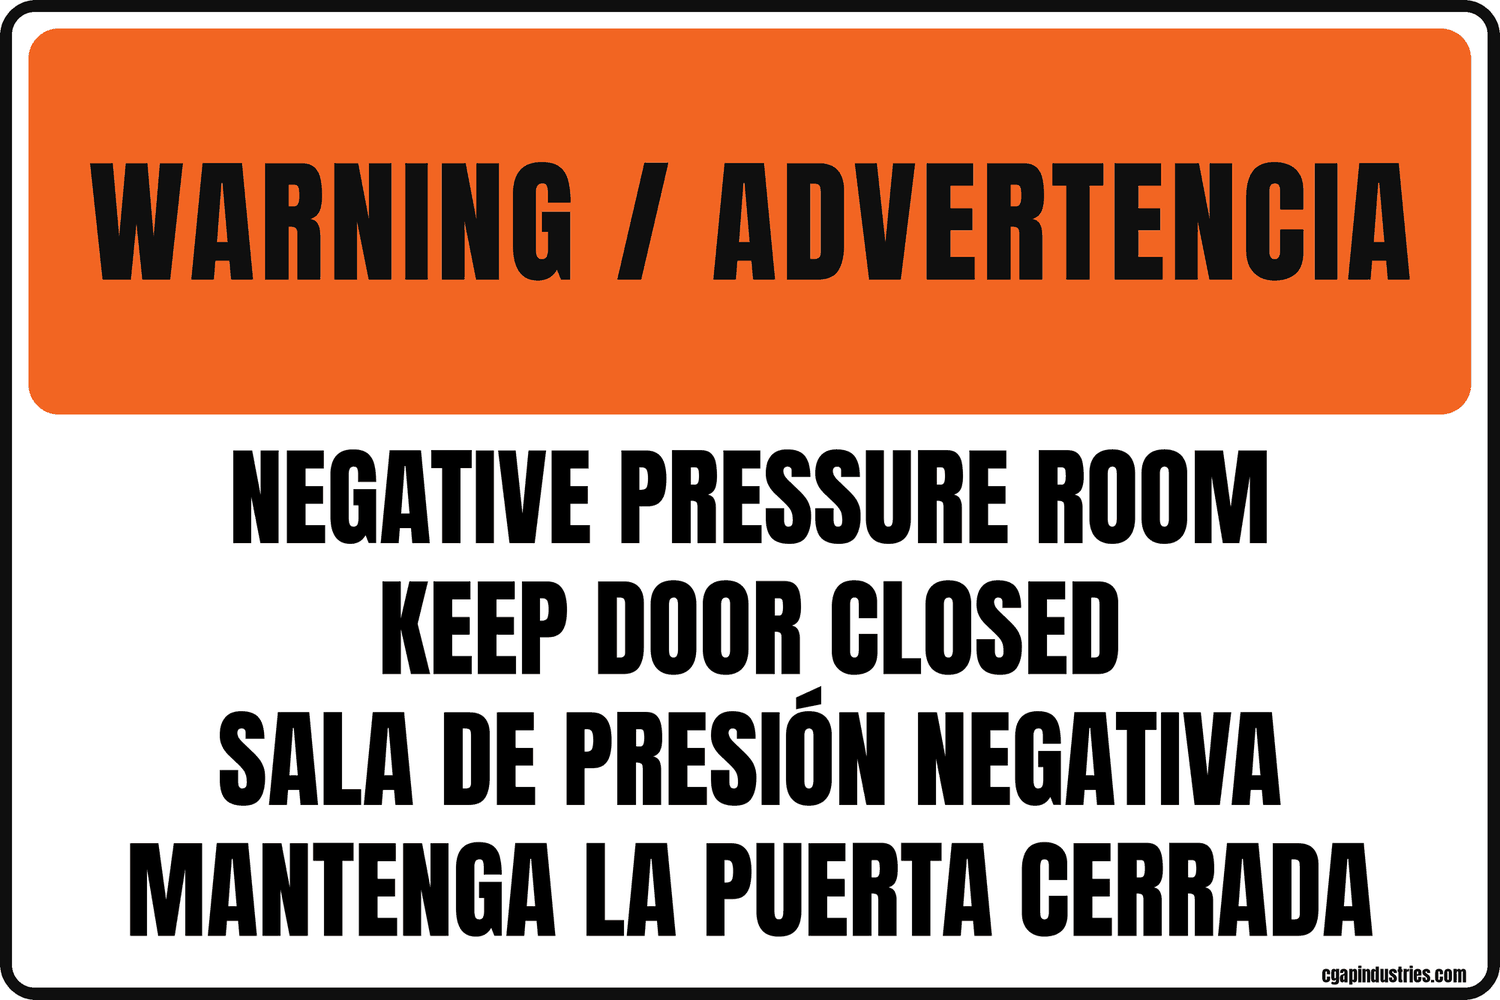 WARNING / ADVERTENCIA
NEGATIVE PRESSURE ROOM
KEEP DOOR CLOSED
SALA DE PRESIÓN NEGATIVA
MANTENGA LA PUERTA CERRADA
cgapindustries.com